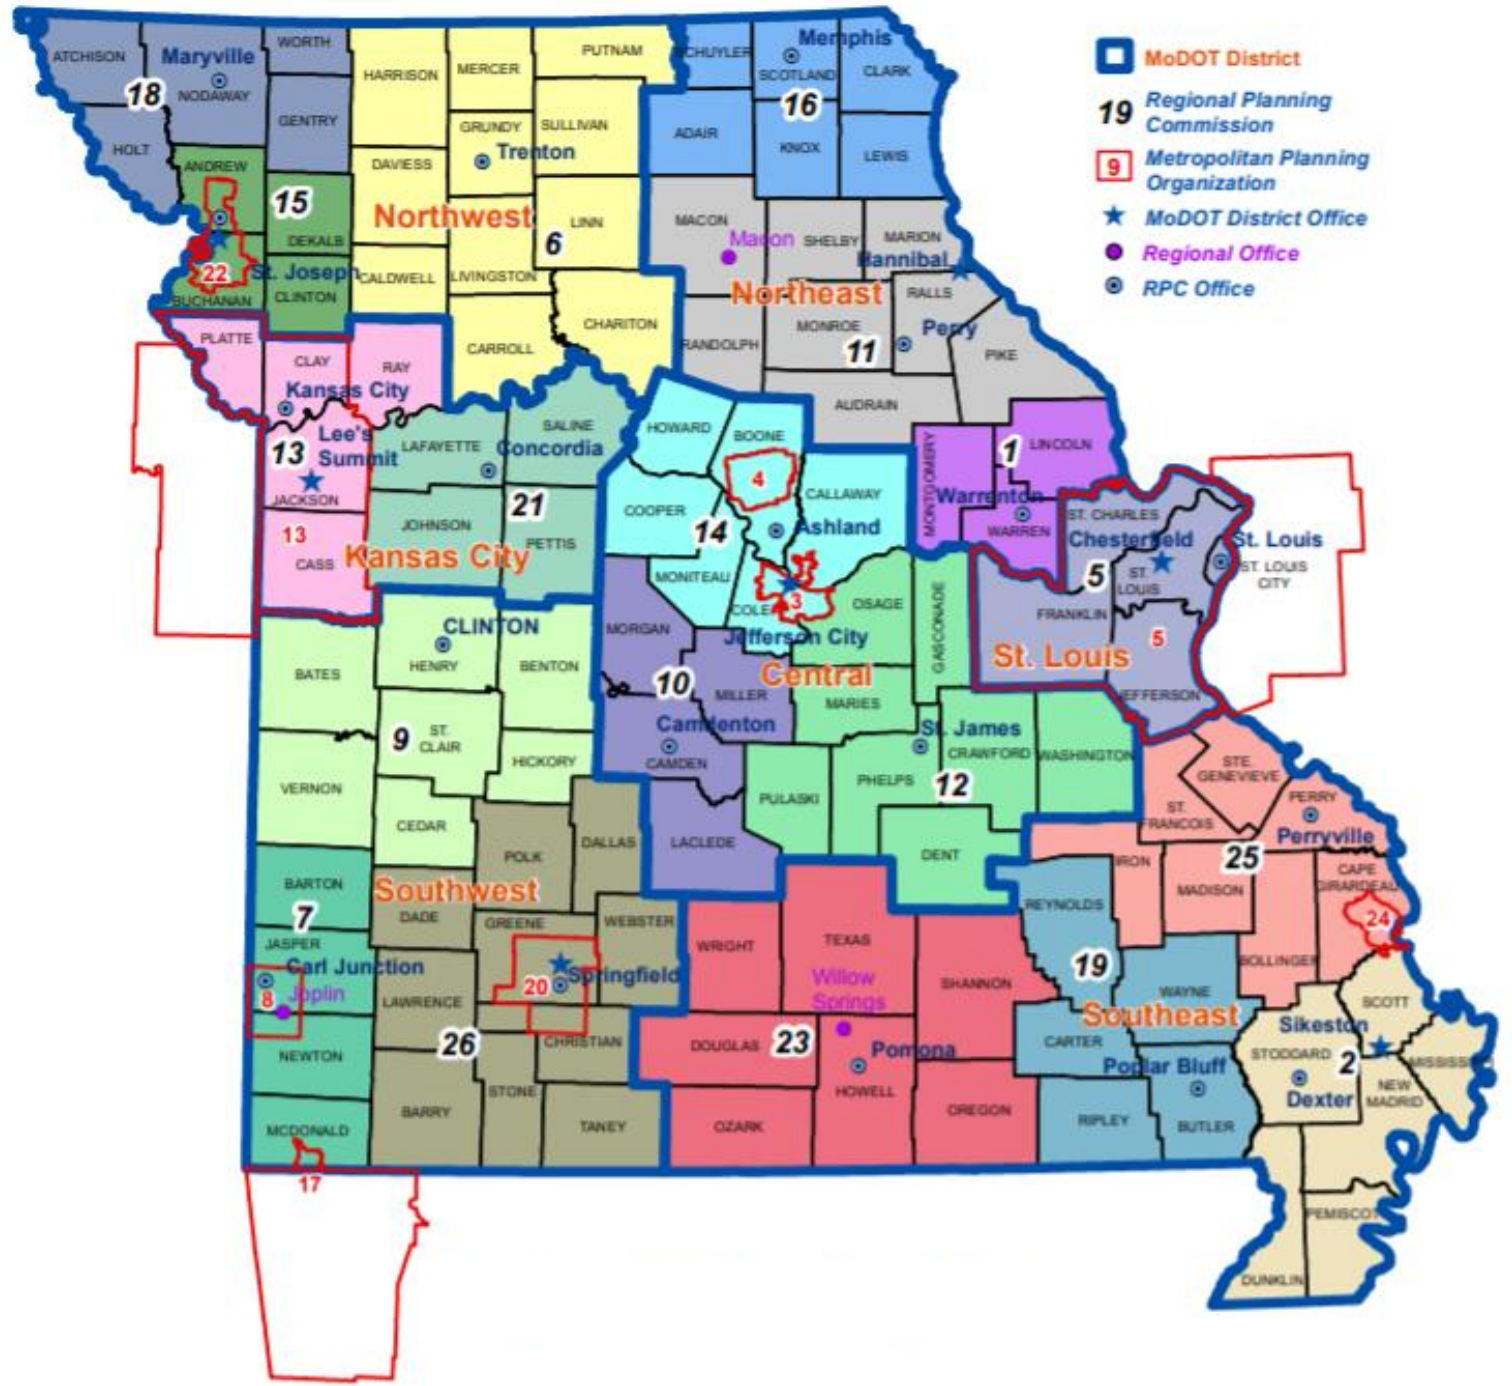 MoDOT District
19 Regional Planning
Commission
9 Metropolitan Planning
Organization
MoDOT District Office
Regional Office
RPC Office
ATCHISON
Maryville
WORTH
NODAWAY
18
HOLT
GENTRY
HARRISON
MERCER
PUTNAM
GRUNDY
SULLIVAN
Trenton
DAVIESS
Northwest
LINN
6
CALDWELL
LIVINGSTON
CARROLL
CHARITON
ANDREW
15
DEKALB
22
St. Joseph
BUCHANAN
CLINTON
SCHUYLER
Memphis
SCOTLAND
CLARK
16
ADAIR
KNOX
LEWIS
MACON
Macon
SHELBY
MARION
Hannibal
Northeast
RALLS
MONROE
Perry
RANDOLPH
11
PIKE
AUDRAIN
PLATTE
CLAY
RAY
Kansas City
13
Lee's
Summit
JACKSON
13
CASS
LAFAYETTE
SALINE
Concordia
21
JOHNSON
PETTIS
Kansas City
HOWARD
BOONE
4
CALLAWAY
COOPER
14
Ashland
MONITEAU
COLE
3
Jefferson City
OSAGE
GASCONADE
Central
MARIES
MONTGOMERY
1
LINCOLN
Warrenton
WARREN
ST. CHARLES
Chesterfield
St. Louis
ST. LOUIS
CITY
5
ST.
LOUIS
FRANKLIN
5
St. Louis
JEFFERSON
CLINTON
HENRY
BENTON
BATES
9
ST.
CLAIR
HICKORY
VERNON
CEDAR
MORGAN
10
MILLER
Camdenton
CAMDEN
LACLEDE
St. James
CRAWFORD
WASHINGTON
PHELPS
12
PULASKI
DENT
STE.
GENEVIEVE
PERRY
ST.
FRANCOIS
Perryville
25
IRON
MADISON
CAPE
GIRARDEAU
24
BOLLINGER
BARTON
7
JASPER
Carl Junction
8
Joplin
NEWTON
MCDONALD
17
POLK
DALLAS
Southwest
DADE
GREENE
WEBSTER
20
Springfield
LAWRENCE
26
CHRISTIAN
BARRY
STONE
TANEY
WRIGHT
TEXAS
Willow
Springs
SHANNON
DOUGLAS
23
Pomona
HOWELL
OZARK
OREGON
REYNOLDS
19
WAYNE
Southeast
CARTER
Poplar Bluff
RIPLEY
BUTLER
SCOTT
Sikeston
STODDARD
2
MISSISSIPPI
NEW
MADRID
Dexter
PEMISCOT
DUNKLIN